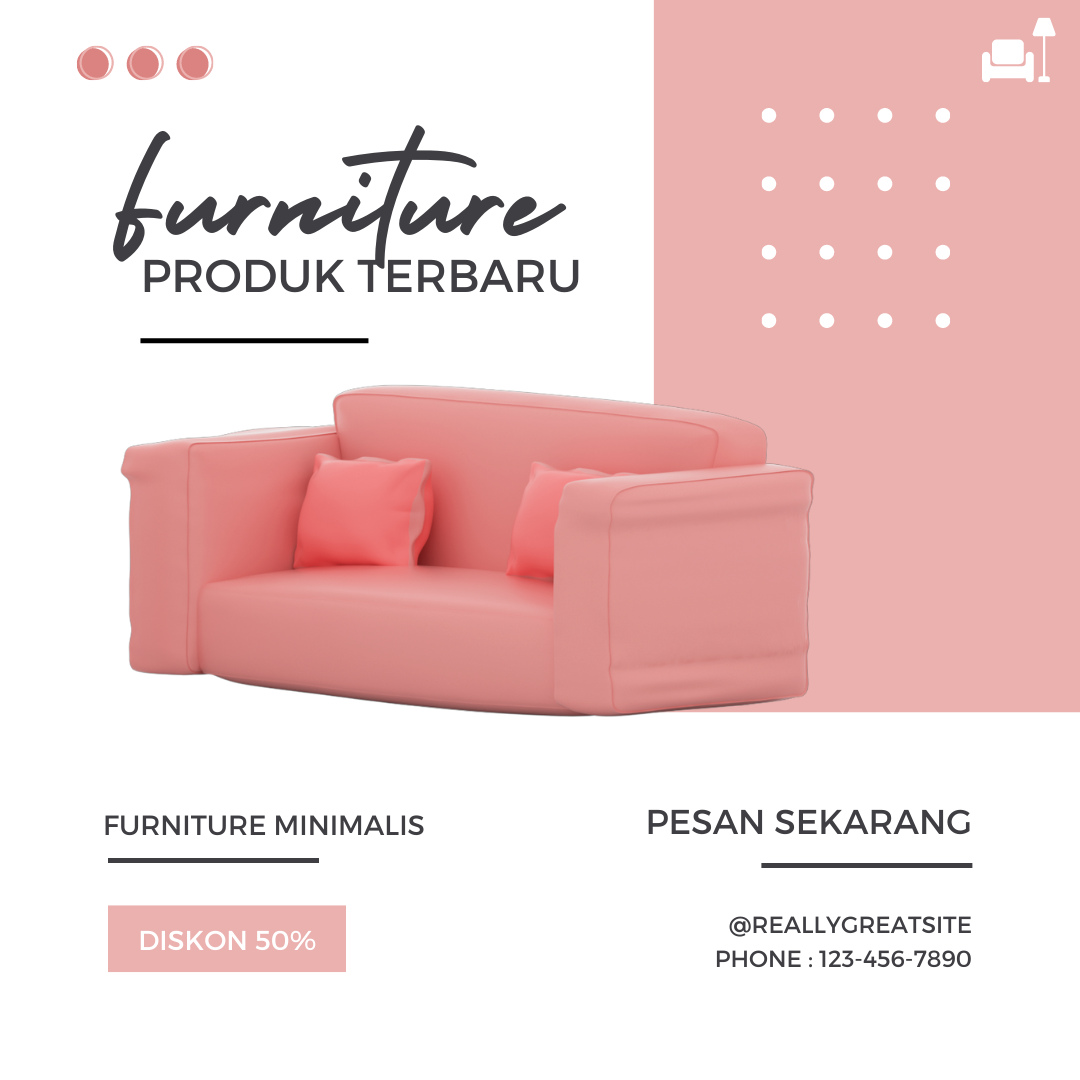 furniture
PRODUK TERBARU
FURNITURE MINIMALIS
DISKON 50%
PESAN SEKARANG
@REALLYGREATSITE
PHONE : 123-456-7890